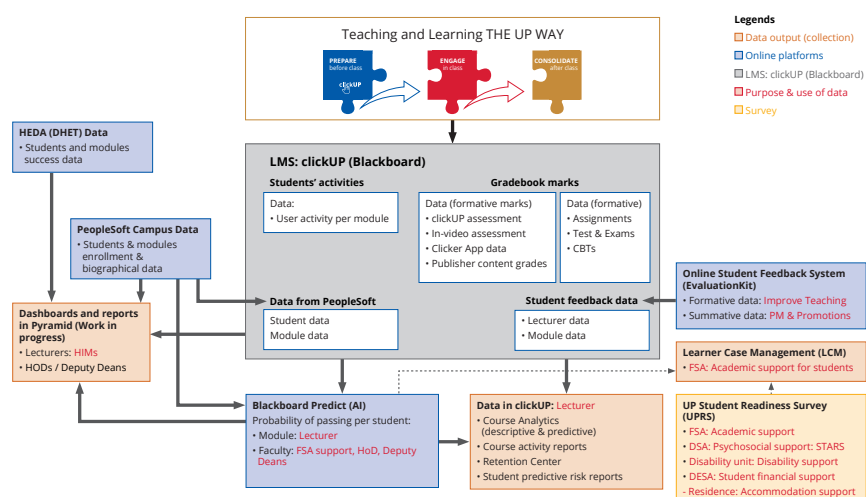 Teaching and Learning THE UP WAY
PREPARE
before class
clickUP
ENGAGE
in class
CONSOLIDATE
after class
Legends
Data output (collection)
Online platforms
LMS: clickUP (Blackboard)
Purpose & use of data
Survey
HEDA (DHET) Data
• Students and modules
success data
PeopleSoft Campus Data
• Students & modules
enrollment &
biographical data
Dashboards and reports
in Pyramid (Work in
progress)
• Lecturers: HIMs
• HODs / Deputy Deans
LMS: clickUP (Blackboard)
Students' activities
Data:
• User activity per module
Gradebook marks
Data (formative marks)
• clickUP assessment
• In-video assessment
• Clicker App data
• Publisher content grades
Data (formative)
• Assignments
• Test & Exams
• CBTs
Data from PeopleSoft
Student data
Module data
Student feedback data
• Lecturer data
• Module data
Online Student Feedback System
(EvaluationKit)
• Formative data: Improve Teaching
• Summative data: PM & Promotions
Learner Case Management (LCM)
• FSA: Academic support for students
Blackboard Predict (AI)
Probability of passing per student:
• Module: Lecturer
• Faculty: FSA support, HoD, Deputy
Deans
Data in clickUP: Lecturer
• Course Analytics
(descriptive & predictive)
• Course activity reports
• Retention Center
• Student predictive risk reports
UP Student Readiness Survey
(UPRS)
• FSA: Academic support
• DSA: Psychosocial support: STARS
• Disability unit: Disability support
• DESA: Student financial support
- Residence: Accommodation support